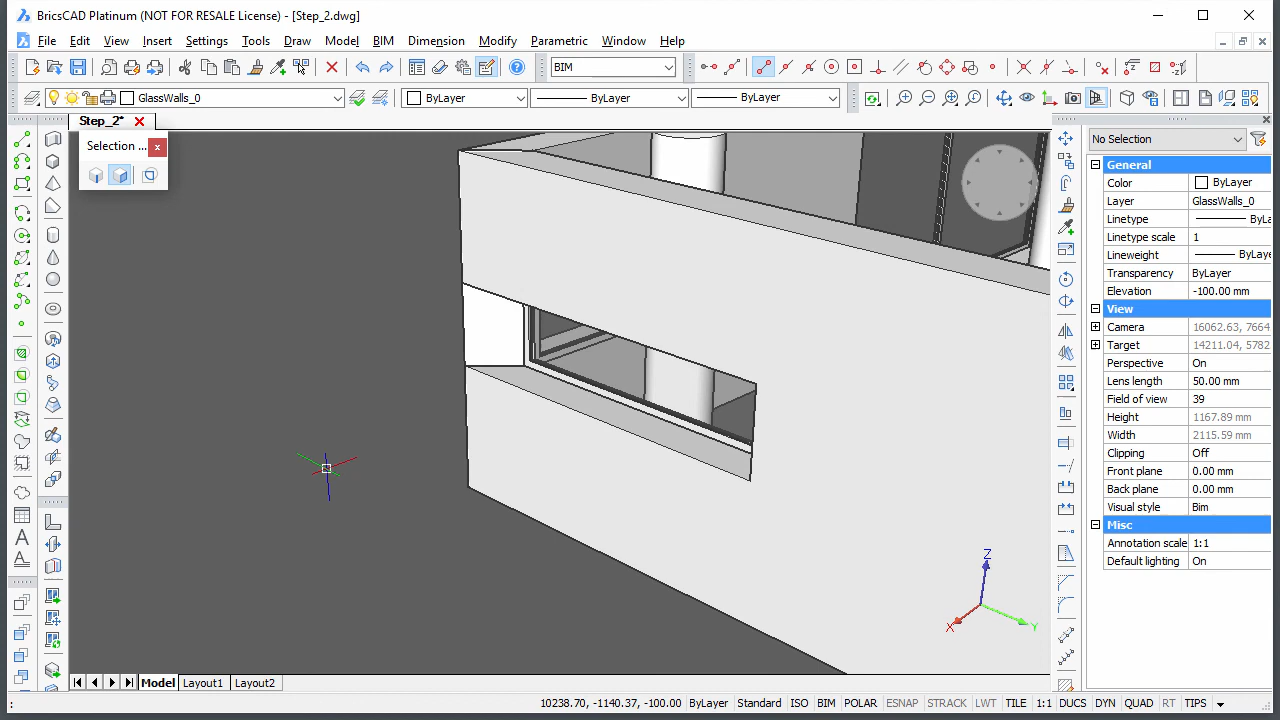 BricsCAD Platinum (NOT FOR RESALE License) - [Step_2.dwg]
File Edit View Insert Settings Tools Draw Model BIM Dimension Modify Parametric Window Help
BIM
GlassWalls_0 ByLayer ByLayer ByLayer
Step_2*
Selection ...
No Selection
General
Color ByLayer
Layer GlassWalls_0
Linetype ByLa
Linetype scale 1
Lineweight ByLaye
Transparency ByLayer
Elevation -100.00 mm
View
Camera 16062.63, 7664
Target 14211.04, 5782
Perspective On
Lens length 50.00 mm
Field of view 39
Height 1167.89 mm
Width 2115.59 mm
Clipping Off
Front plane 0.00 mm
Back plane 0.00 mm
Visual style Bim
Misc
Annotation scale 1:1
Default lighting On
Z
X
Y
A
A
Model Layout1 Layout2
: 10238.70, -1140.37, -100.00 ByLayer Standard ISO BIM POLAR ESNAP STRACK LWT TILE 1:1 DUCS DYN QUAD RT TIPS